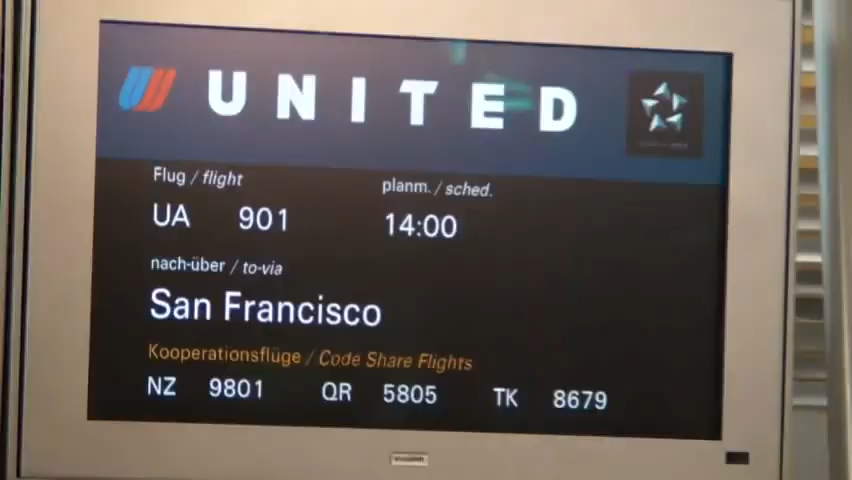 UNITED
Flug / flight planm. / sched.
UA 901 14:00
nach-über / to-via
San Francisco
Kooperationsflüge / Code Share Flights
NZ 9801 QR 5805 TK 8679